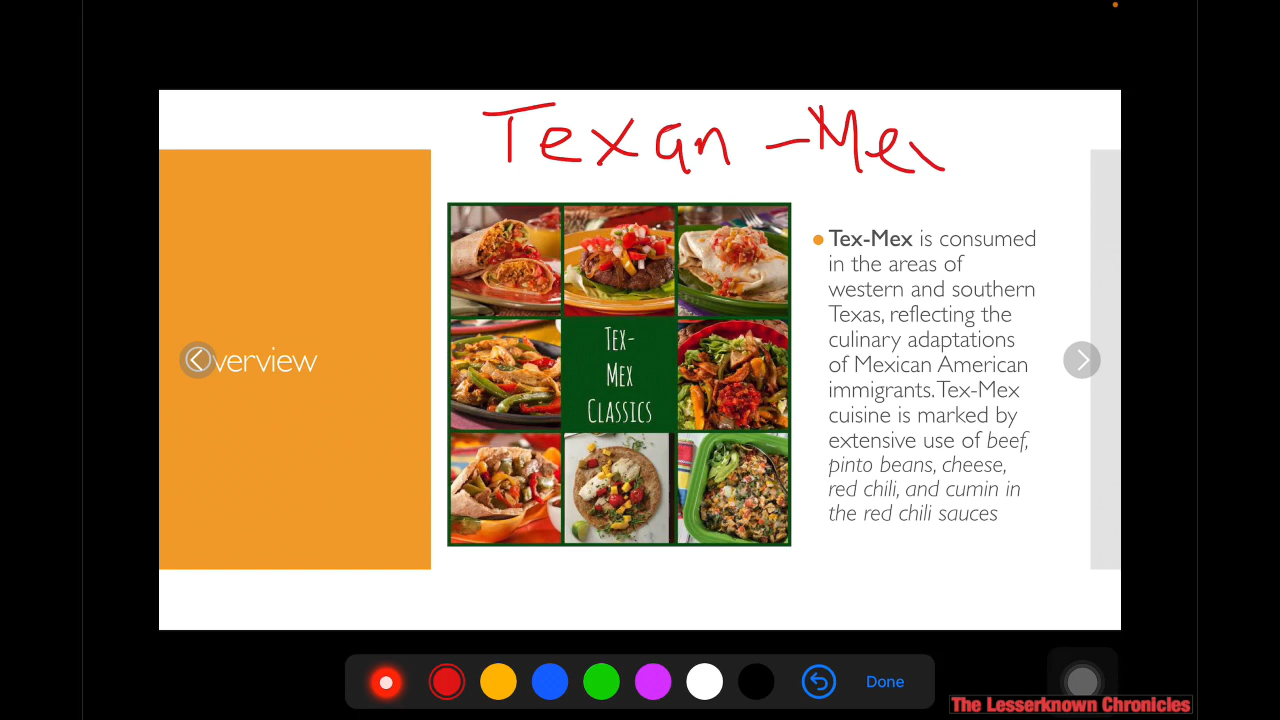 Texan -Mex
verview
Tex-
Mex
Classics
Tex-Mex is consumed
in the areas of
western and southern
Texas, reflecting the
culinary adaptations
of Mexican American
immigrants. Tex-Mex
cuisine is marked by
extensive use of beef,
pinto beans, cheese,
red chili, and cumin in
the red chili sauces
Done
The Lesserknown Chronicles